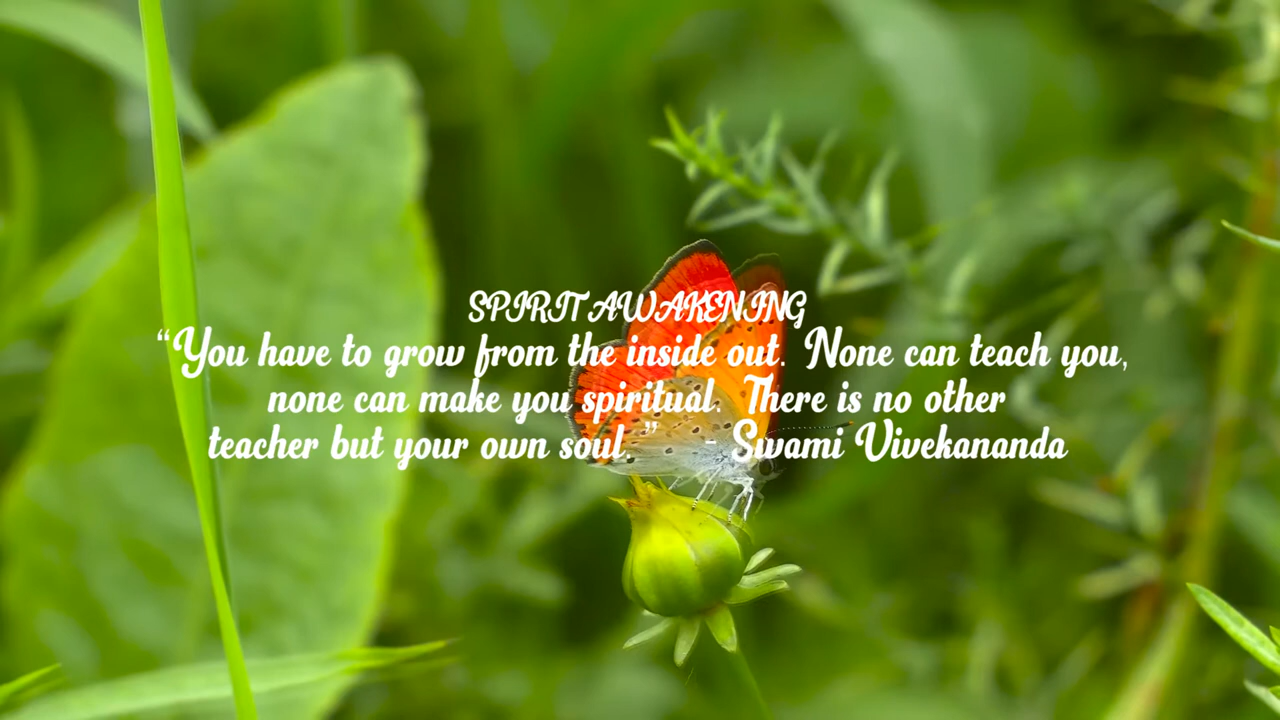 SPIRIT AWAKENING
“You have to grow from the inside out. None can teach you,
none can make you spiritual. There is no other
teacher but your own soul.” - Swami Vivekananda